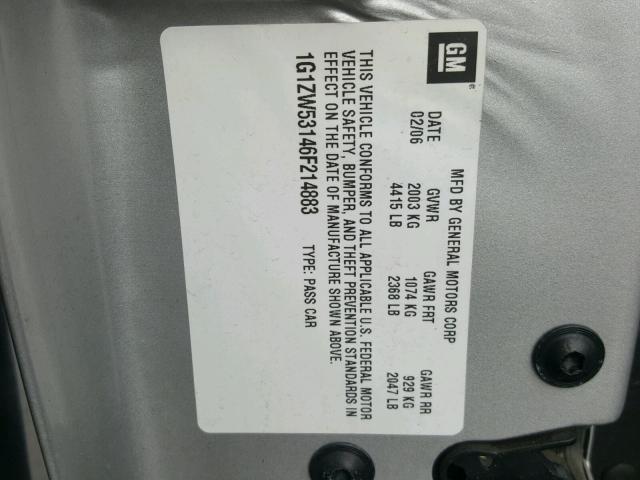 GM
MFD BY GENERAL MOTORS CORP
DATE GVWR GAWR FRT GAWR RR
02/06 2003 KG 1074 KG 929 KG
4415 LB 2368 LB 2047 LB
THIS VEHICLE CONFORMS TO ALL APPLICABLE U.S. FEDERAL MOTOR
VEHICLE SAFETY, BUMPER, AND THEFT PREVENTION STANDARDS IN
EFFECT ON THE DATE OF MANUFACTURE SHOWN ABOVE.
1G1ZW53146F214883 TYPE: PASS CAR